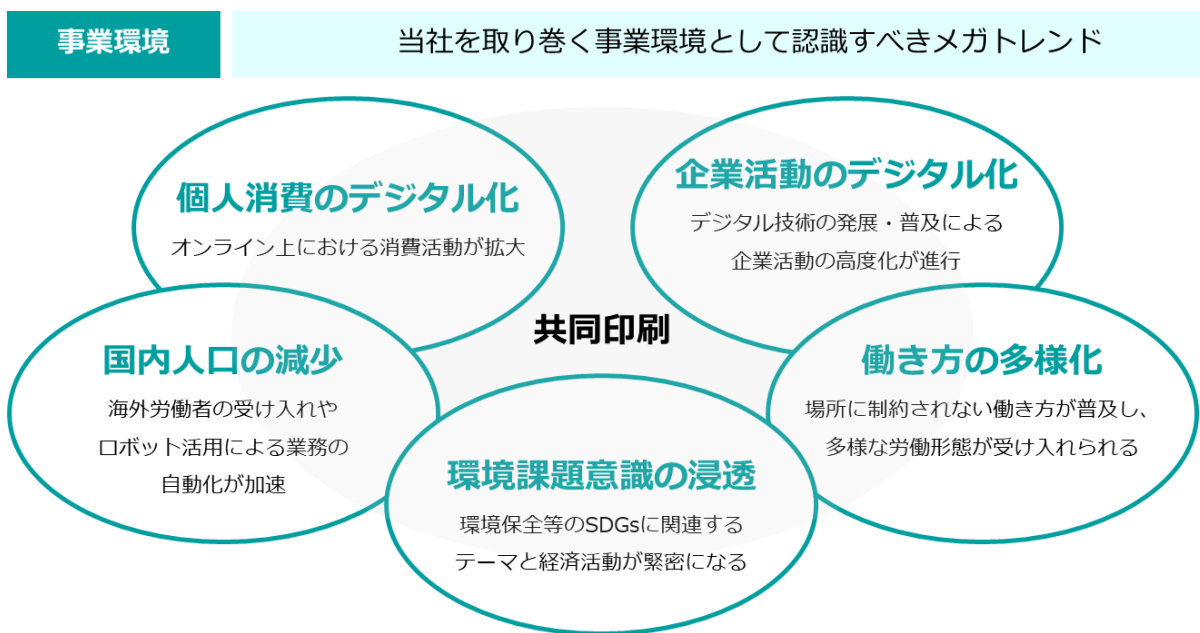 事業環境
当社を取り巻く事業環境として認識すべきメガトレンド
個人消費のデジタル化
オンライン上における消費活動が拡大
企業活動のデジタル化
デジタル技術の発展・普及による
企業活動の高度化が進行
共同印刷
国内人口の減少
海外労働者の受け入れや
ロボット活用による業務の
自動化が加速
働き方の多様化
場所に制約されない働き方が普及し、
多様な労働形態が受け入れられる
環境課題意識の浸透
環境保全等のSDGsに関連する
テーマと経済活動が緊密になる